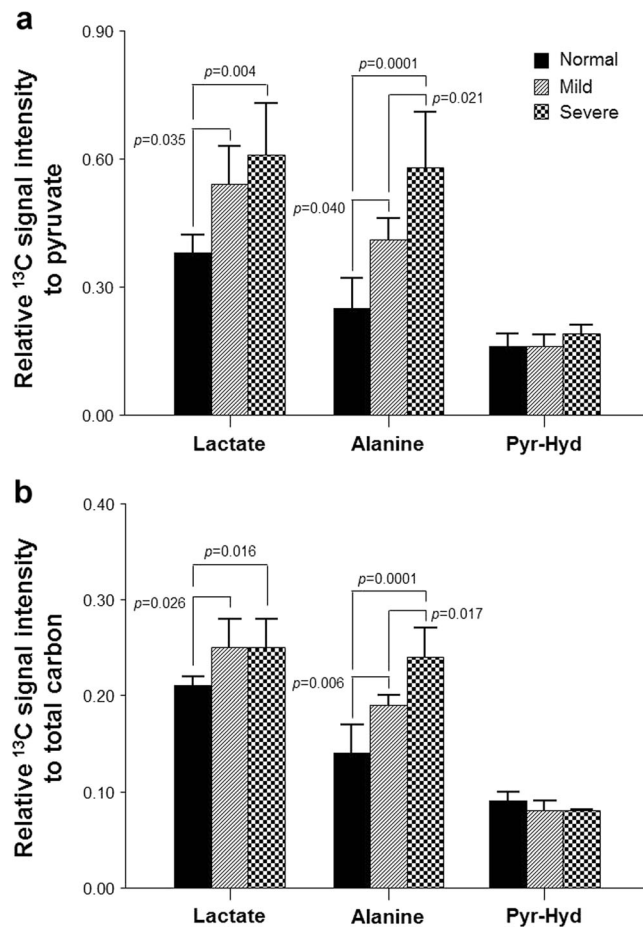 a
Relative ¹³C signal intensity
to pyruvate
0.90
0.60
0.30
0.00
Normal
Mild
Severe
p=0.004
p=0.035
p=0.0001
p=0.021
p=0.040
Lactate
Alanine
Pyr-Hyd
b
Relative ¹³C signal intensity
to total carbon
0.40
0.30
0.20
0.10
0.00
p=0.016
p=0.026
p=0.0001
p=0.017
p=0.006
Lactate
Alanine
Pyr-Hyd